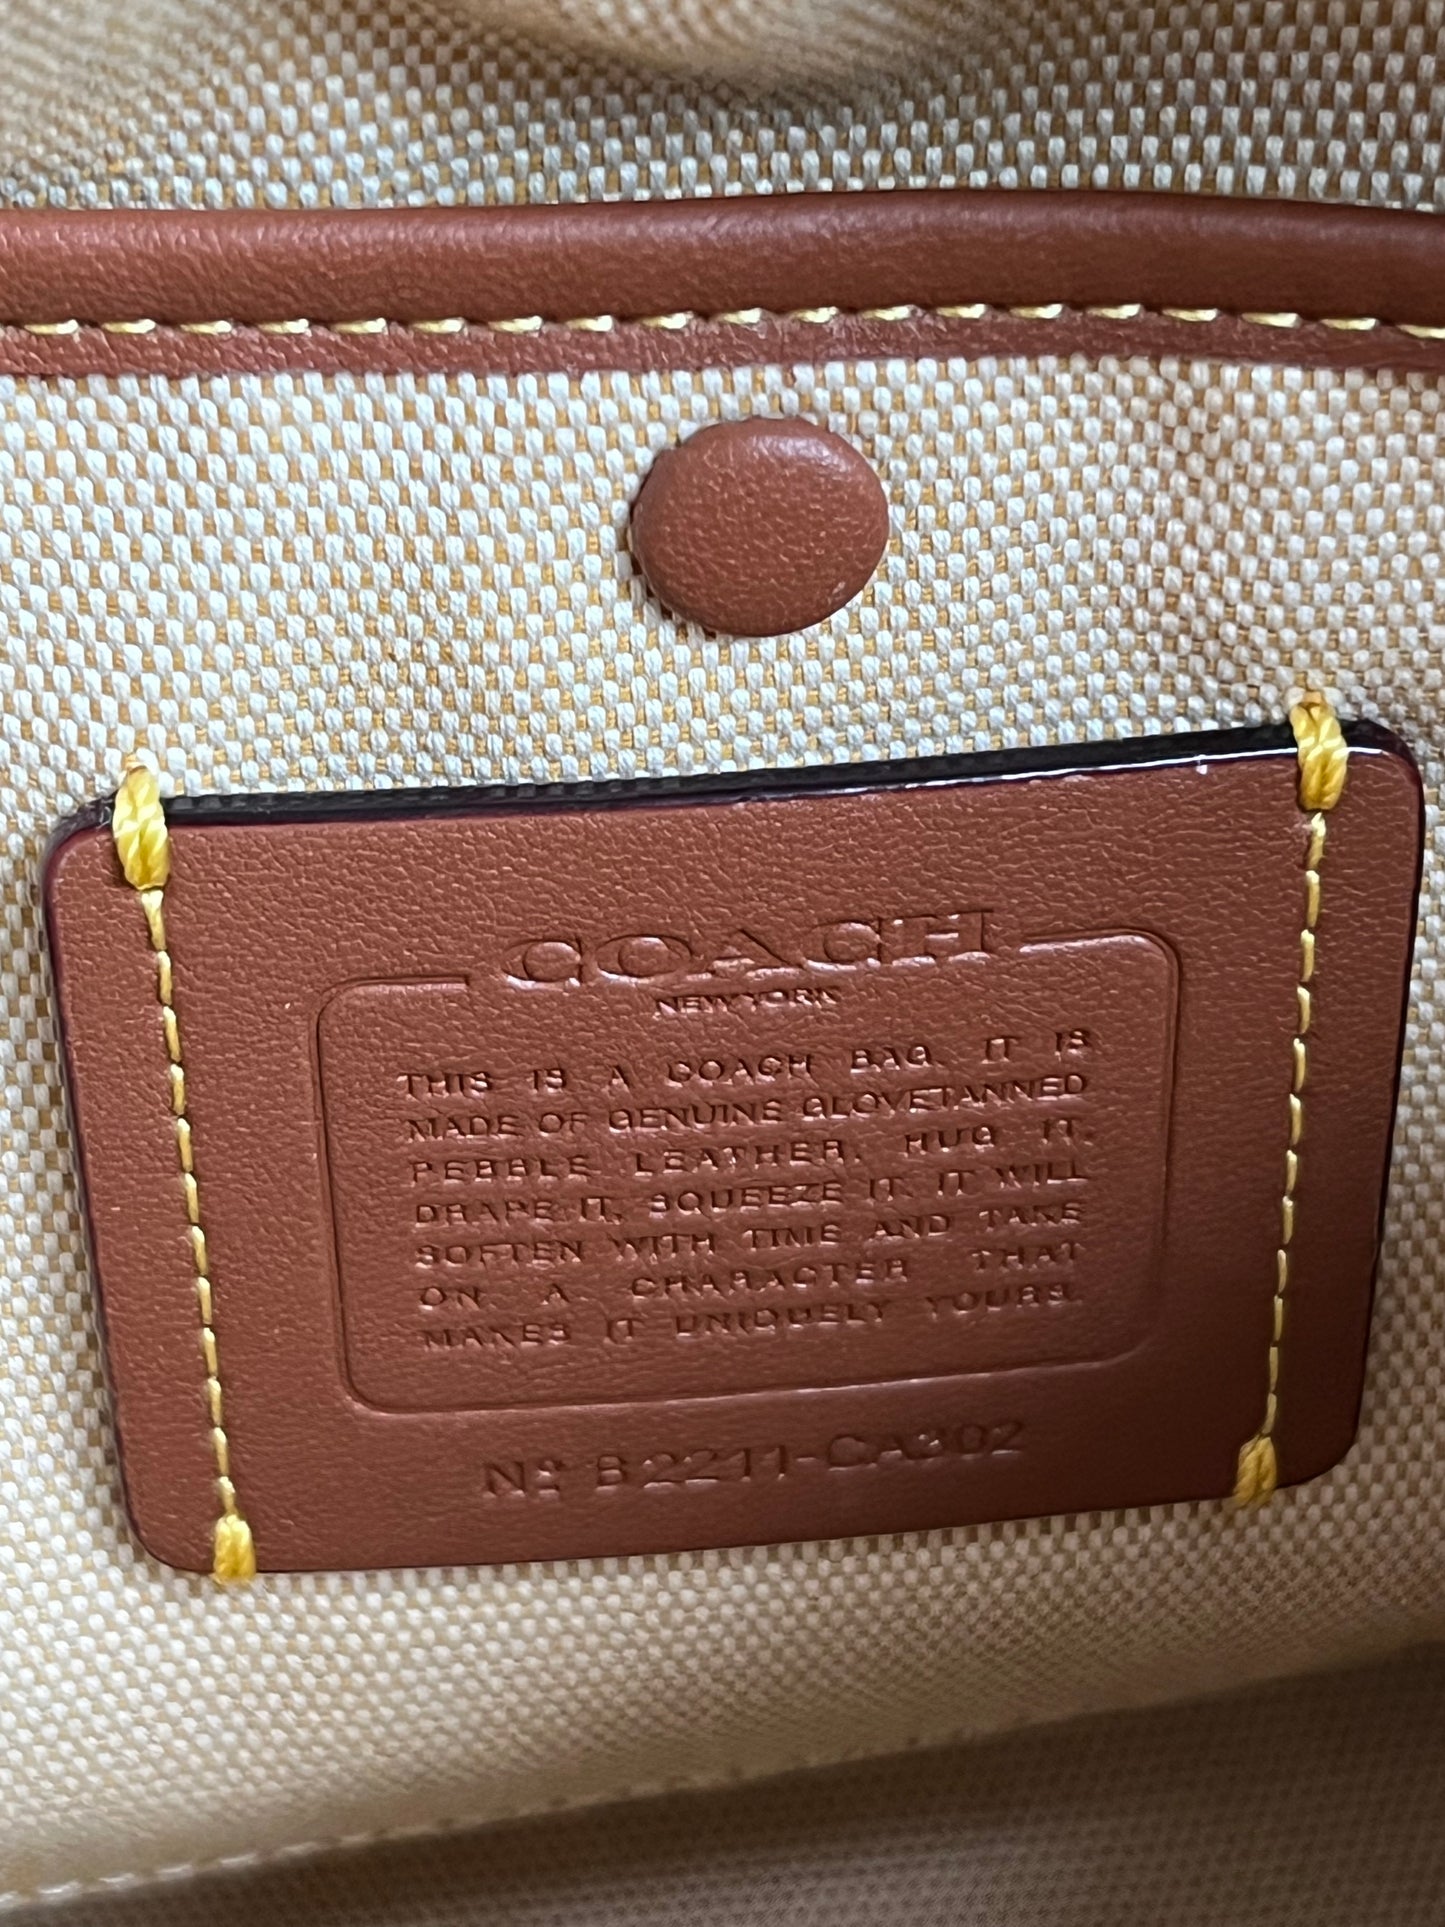 COACH
NEW YORK
THIS IS A COACH BAG. IT IS
MADE OF GENUINE GLOVETANNED
PEBBLE LEATHER. HUG IT,
DRAPE IT, SQUEEZE IT. IT WILL
SOFTEN WITH TIME AND TAKE
ON A CHARACTER THAT
MAKES IT UNIQUELY YOURS.
Nº B2211-CA302